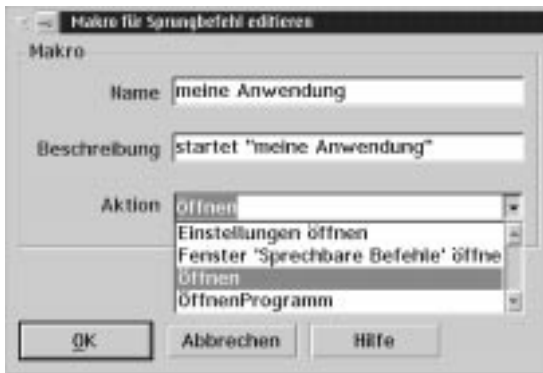 Makro für Sprungbefehl editieren
Makro
Name meine Anwendung
Beschreibung startet "meine Anwendung"
Aktion öffnen
Einstellungen öffnen
Fenster 'Sprechbare Befehle' öffne
Öffnen
ÖffnenProgramm
OK Abbrechen Hilfe